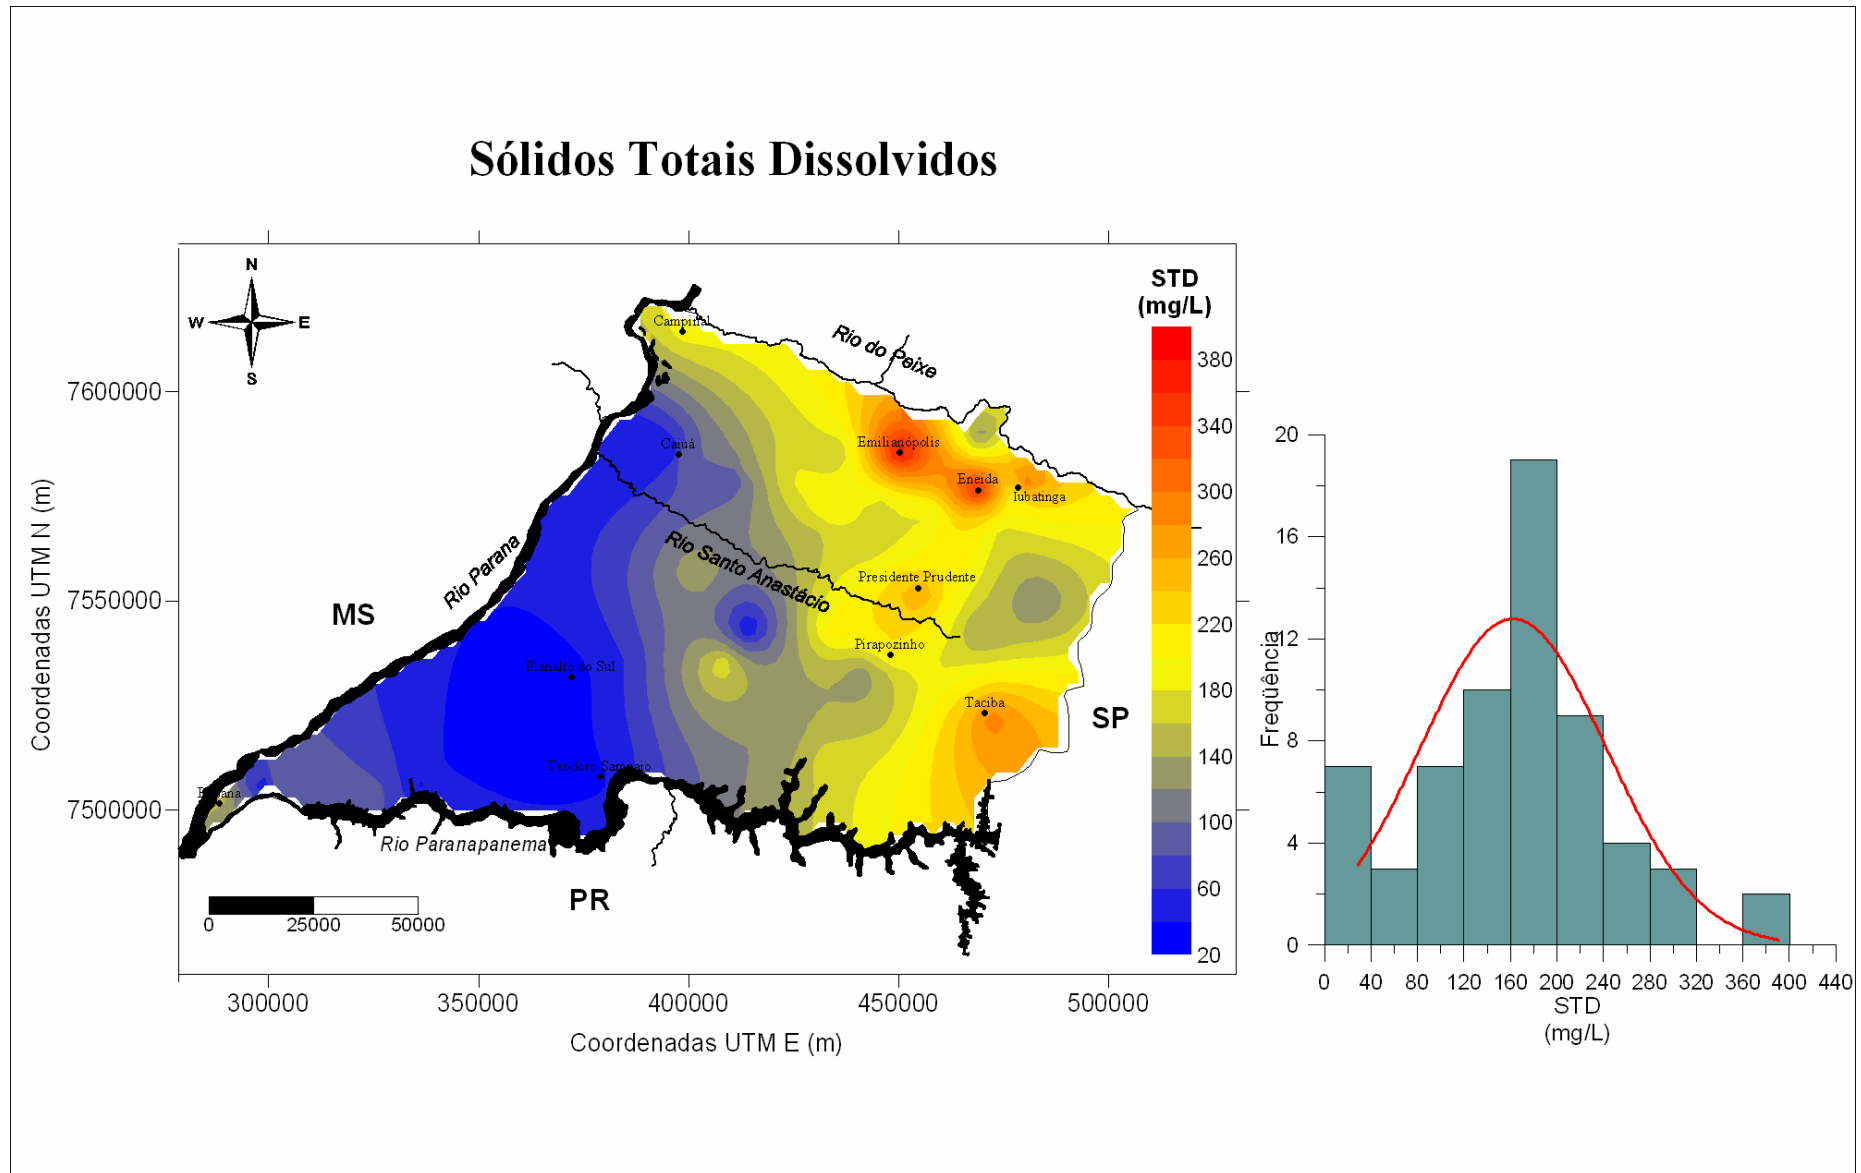 Sólidos Totais Dissolvidos
N
W
E
S
STD
(mg/L)
380
340
300
260
220
180
140
100
60
20
Campinal
Rio do Peixe
Caiuá
Emilianópolis
Eneida
Iubatinga
Rio Parana
Rio Santo Anastácio
Presidente Prudente
Pirapozinho
Planalto do Sul
Taciba
Teodoro Sampaio
MS
SP
PR
Rio Paranapanema
0
25000
50000
7600000
7550000
7500000
Coordenadas UTM N (m)
300000
350000
400000
450000
500000
Coordenadas UTM E (m)
20
16
12
8
4
0
Freqüência
0
40
80
120
160
200
240
280
320
360
400
440
STD
(mg/L)